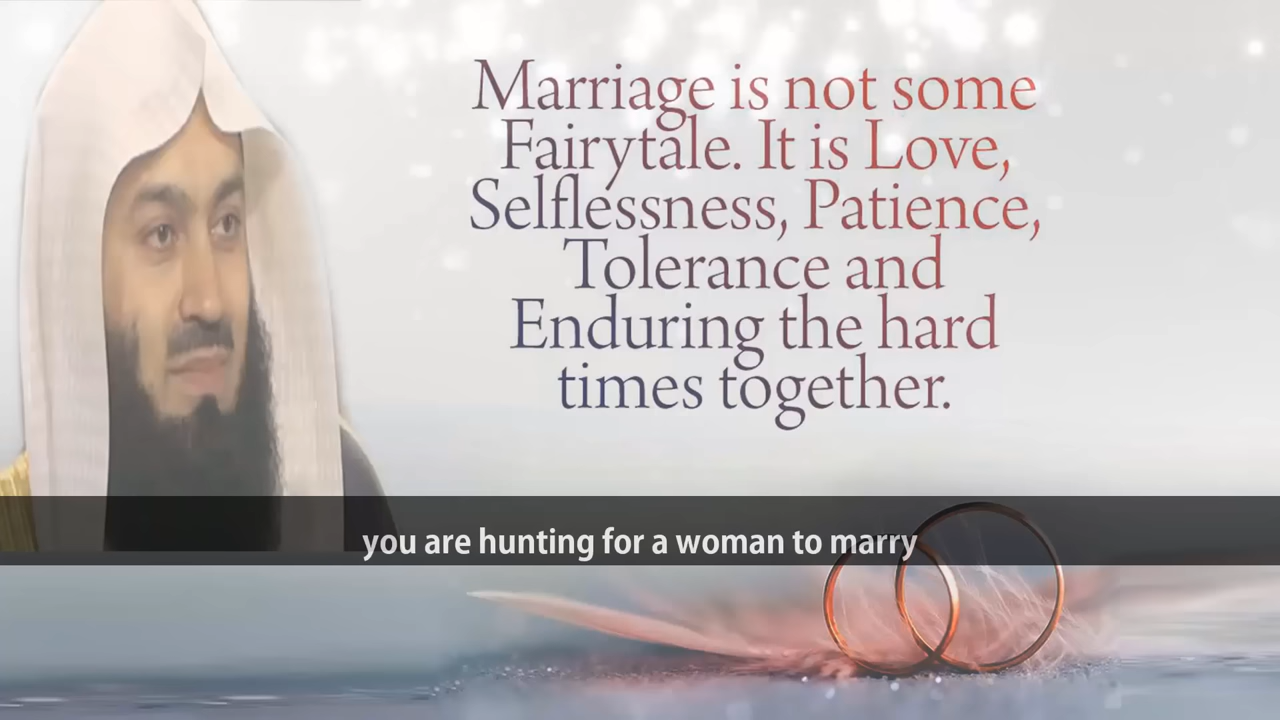 Marriage is not some
Fairytale. It is Love,
Selflessness, Patience,
Tolerance and
Enduring the hard
times together.
you are hunting for a woman to marry